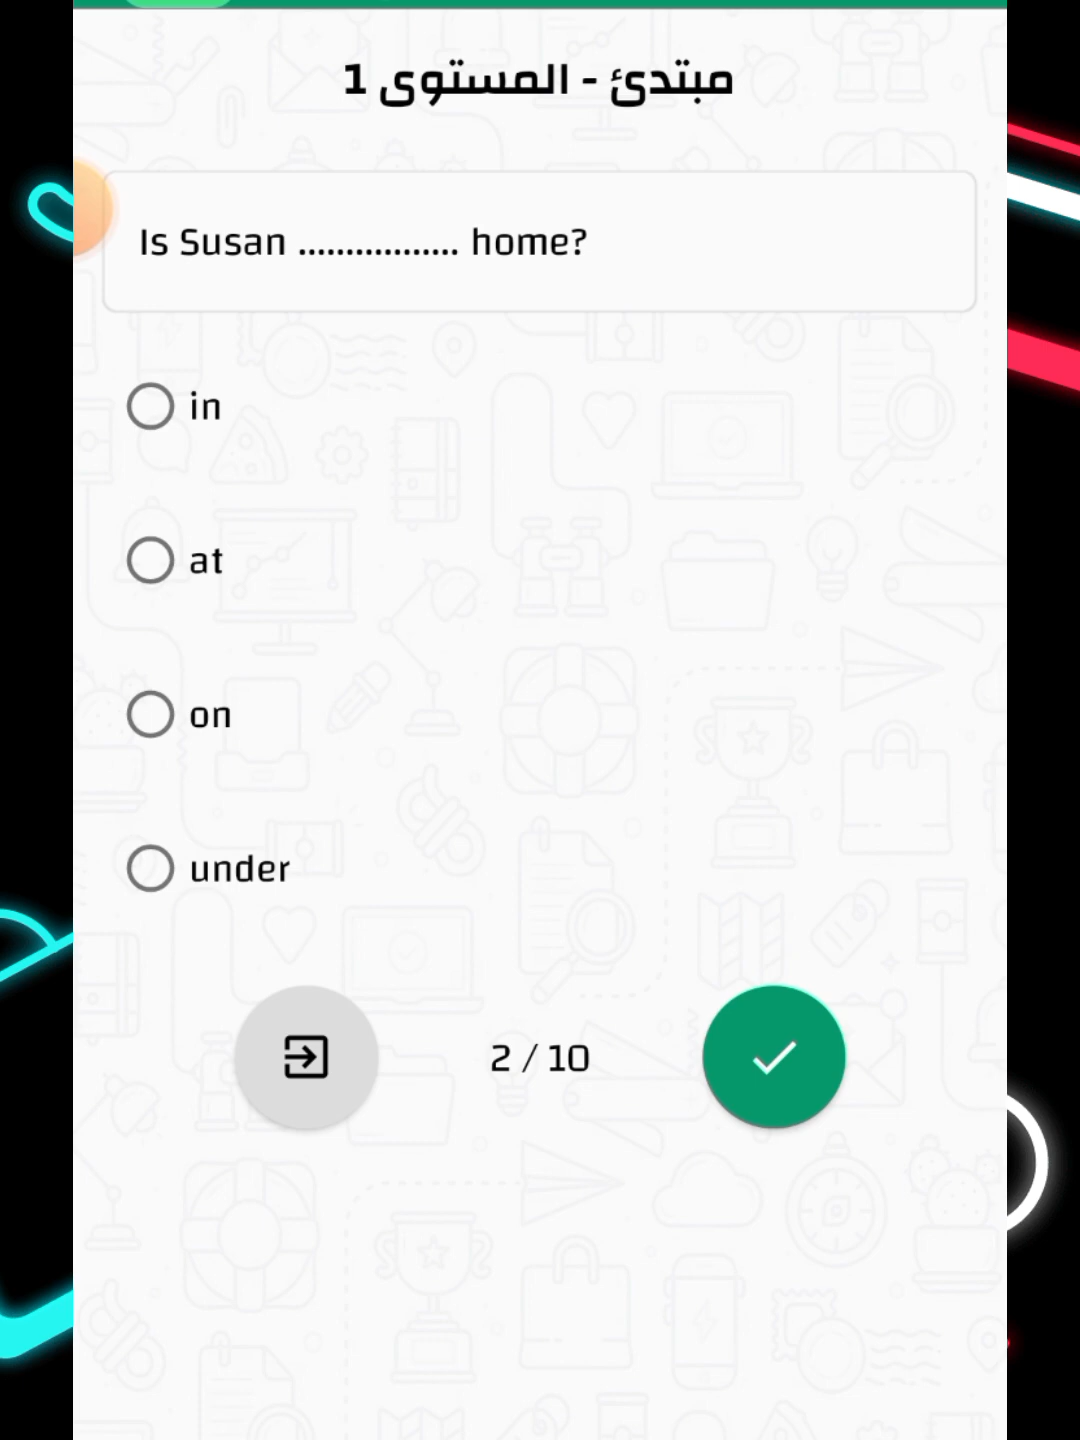 مبتدئ - المستوى 1
Is Susan ................. home?
in
at
on
under
2 / 10